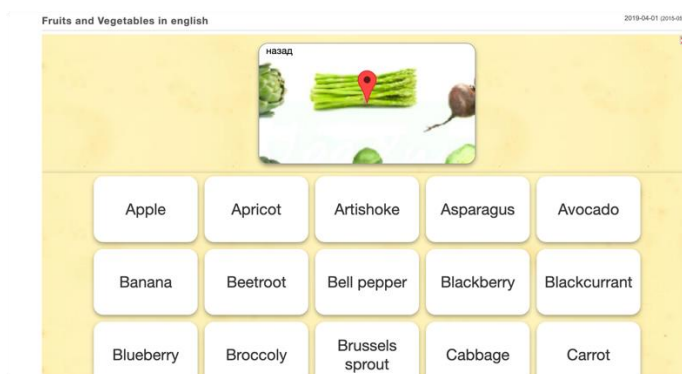 Fruits and Vegetables in english
2019-04-01
назад
Apple
Apricot
Artishoke
Asparagus
Avocado
Banana
Beetroot
Bell pepper
Blackberry
Blackcurrant
Blueberry
Broccoly
Brussels
sprout
Cabbage
Carrot